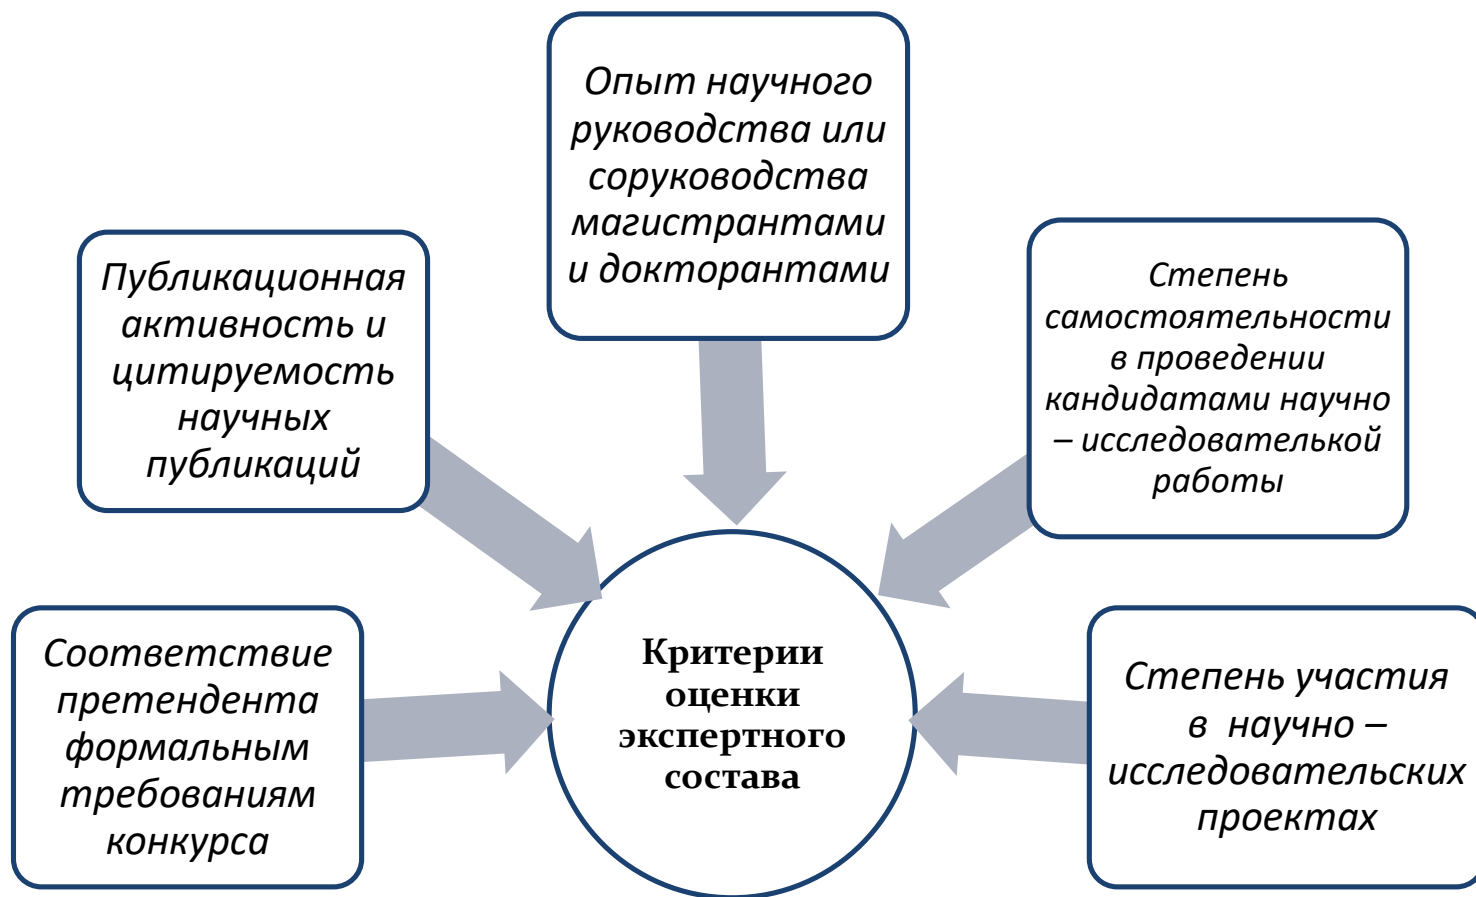 Опыт научного
руководства или
соруководства
магистрантами
и докторантами
Публикационная
активность и
цитируемость
научных
публикаций
Степень
самостоятельности
в проведении
кандидатами научно
– исследователькой
работы
Соответствие
претендента
формальным
требованиям
конкурса
Критерии
оценки
экспертного
состава
Степень участия
в научно –
исследовательских
проектах